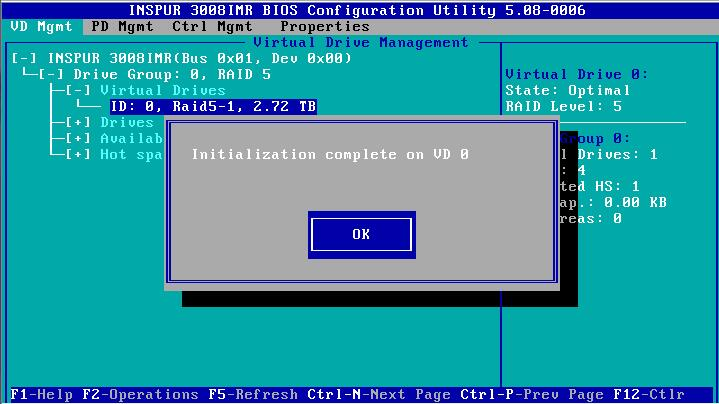 INSPUR 3008IMR BIOS Configuration Utility 5.08-0006
VD Mgmt PD Mgmt Ctrl Mgmt Properties
Virtual Drive Management
[-] INSPUR 3008IMR(Bus 0x01, Dev 0x00)
[-] Drive Group: 0, RAID 5
[-] Virtual Drives
ID: 0, Raid5-1, 2.72 TB
[+] Drives
[+] Availab
[+] Hot spa
Virtual Drive 0:
State: Optimal
RAID Level: 5
roup 0:
l Drives: 1
: 4
ted HS: 1
ap.: 0.00 KB
reas: 0
Initialization complete on VD 0
OK
F1-Help F2-Operations F5-Refresh Ctrl-N-Next Page Ctrl-P-Prev Page F12-Ctlr